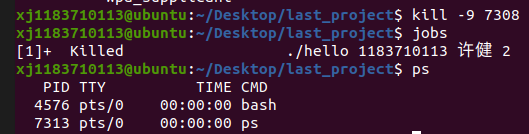 xj1183710113@ubuntu:~/Desktop/last_project$ kill -9 7308
xj1183710113@ubuntu:~/Desktop/last_project$ jobs
[1]+  Killed                  ./hello 1183710113 许健 2
xj1183710113@ubuntu:~/Desktop/last_project$ ps
    PID TTY          TIME CMD
   4576 pts/0    00:00:00 bash
   7313 pts/0    00:00:00 ps